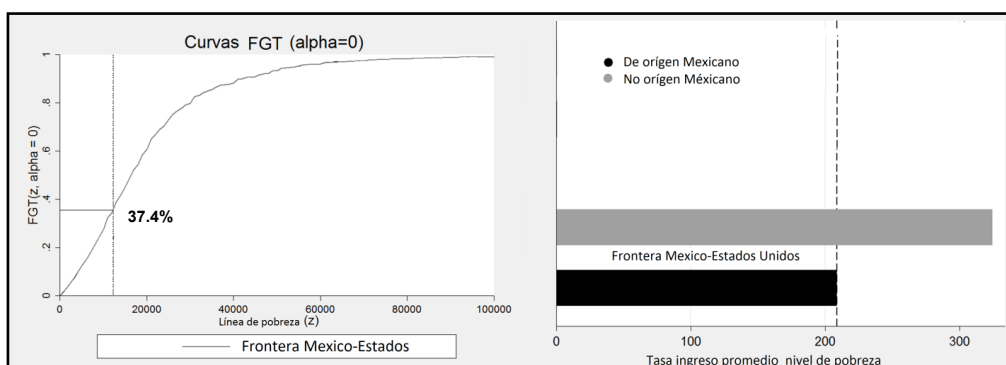 Curvas FGT (alpha=0)
FGT(z, alpha = 0)
1
.8
.6
.4
.2
0
37.4%
0 20000 40000 60000 80000 100000
Línea de pobreza (z)
Frontera Mexico-Estados
De orígen Mexicano
No orígen Méxicano
Frontera Mexico-Estados Unidos
0 100 200 300
Tasa ingreso promedio nivel de pobreza